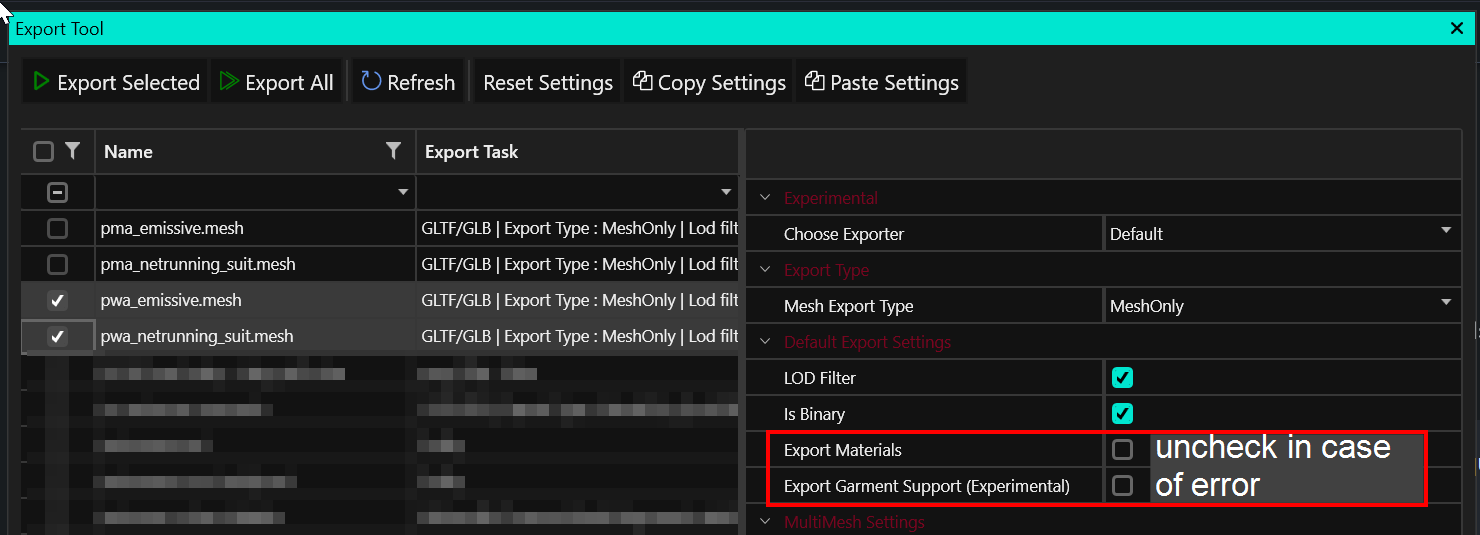 Export Tool
Export Selected Export All Refresh Reset Settings Copy Settings Paste Settings
Name Export Task
pma_emissive.mesh GLTF/GLB | Export Type : MeshOnly | Lod filt
pma_netrunning_suit.mesh GLTF/GLB | Export Type : MeshOnly | Lod filt
pwa_emissive.mesh GLTF/GLB | Export Type : MeshOnly | Lod filt
pwa_netrunning_suit.mesh GLTF/GLB | Export Type : MeshOnly | Lod filt
Experimental
Choose Exporter Default
Export Type
Mesh Export Type MeshOnly
Default Export Settings
LOD Filter
Is Binary
Export Materials
Export Garment Support (Experimental)
uncheck in case
of error
MultiMesh Settings